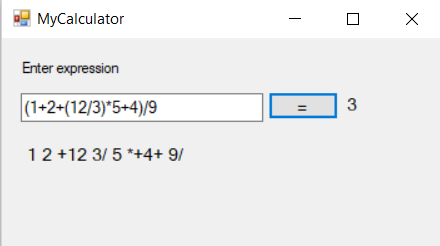 MyCalculator
Enter expression
(1+2+(12/3)*5+4)/9 = 3
1 2 +12 3/ 5 *+4+ 9/